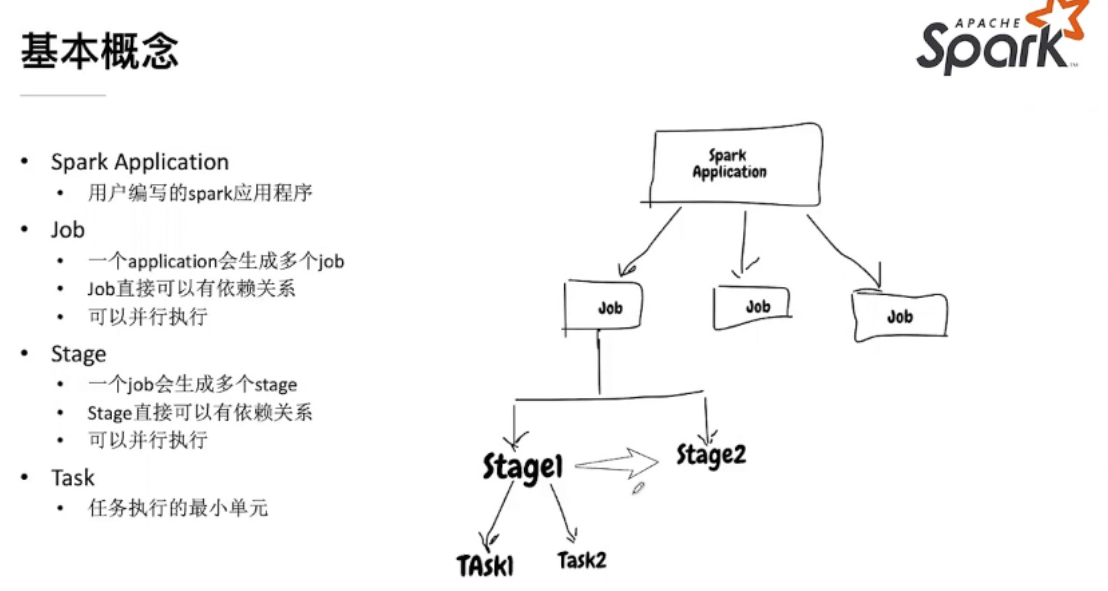 基本概念
APACHE
Spark
TM
Spark Application
用户编写的spark应用程序
Job
一个application会生成多个job
Job直接可以有依赖关系
可以并行执行
Stage
一个job会生成多个stage
Stage直接可以有依赖关系
可以并行执行
Task
任务执行的最小单元
Spark
Application
Job
Job
Job
Stage1
Stage2
TAsk1
Task2